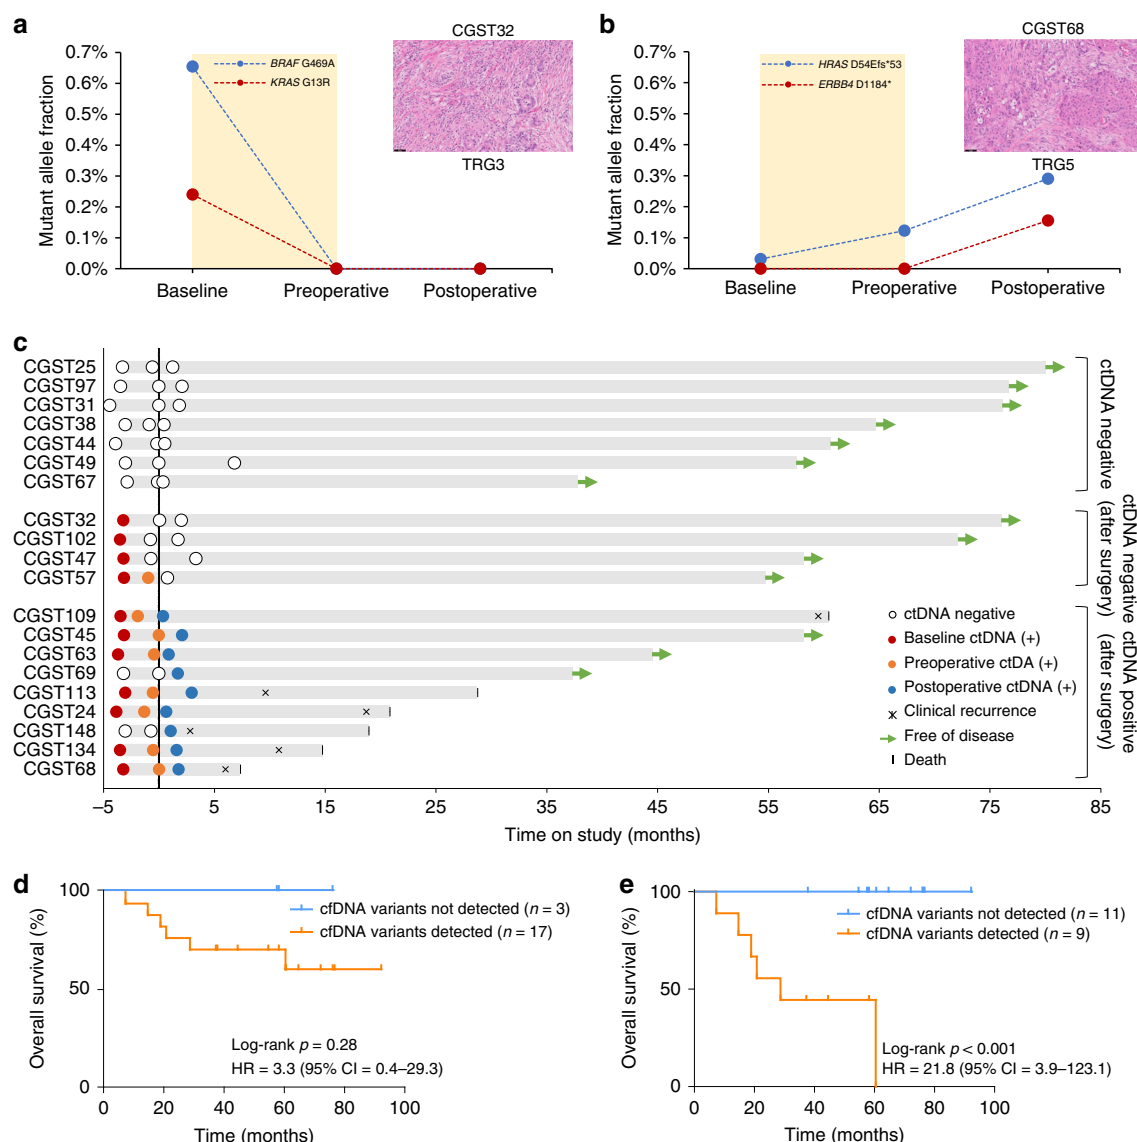 a
CGST32
0.7%
0.6%
0.5%
0.4%
0.3%
0.2%
0.1%
0.0%
Mutant allele fraction
BRAF G469A
KRAS G13R
TRG3
Baseline
Preoperative
Postoperative
b
CGST68
0.7%
0.6%
0.5%
0.4%
0.3%
0.2%
0.1%
0.0%
Mutant allele fraction
HRAS D54Efs*53
ERBB4 D1184*
TRG5
Baseline
Preoperative
Postoperative
c
CGST25
CGST97
CGST31
CGST38
CGST44
CGST49
CGST67
CGST32
CGST102
CGST47
CGST57
CGST109
CGST45
CGST63
CGST69
CGST113
CGST24
CGST148
CGST134
CGST68
ctDNA negative
ctDNA negative
(after surgery)
ctDNA positive
(after surgery)
ctDNA negative
Baseline ctDNA (+)
Preoperative ctDA (+)
Postoperative ctDNA (+)
Clinical recurrence
Free of disease
Death
–5
5
15
25
35
45
55
65
75
85
Time on study (months)
d
100
50
0
Overall survival (%)
cfDNA variants not detected (n = 3)
cfDNA variants detected (n = 17)
Log-rank p = 0.28
HR = 3.3 (95% CI = 0.4–29.3)
0
20
40
60
80
100
Time (months)
e
100
50
0
Overall survival (%)
cfDNA variants not detected (n = 11)
cfDNA variants detected (n = 9)
Log-rank p < 0.001
HR = 21.8 (95% CI = 3.9–123.1)
0
20
40
60
80
100
Time (months)